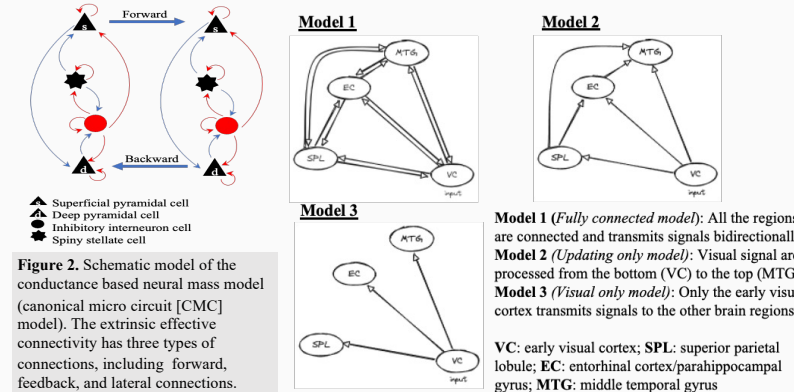 Forward
s
s
d
Backward
d
Superficial pyramidal cell
Deep pyramidal cell
Inhibitory interneuron cell
Spiny stellate cell
Figure 2. Schematic model of the
conductance based neural mass model
(canonical micro circuit [CMC]
model). The extrinsic effective
connectivity has three types of
connections, including forward,
feedback, and lateral connections.
Model 1
MTG
EC
SPL
VC
input
Model 2
MTG
EC
SPL
VC
input
Model 3
MTG
EC
SPL
VC
input
Model 1 (Fully connected model): All the regions
are connected and transmits signals bidirectionall
Model 2 (Updating only model): Visual signal are
processed from the bottom (VC) to the top (MTG
Model 3 (Visual only model): Only the early visu
cortex transmits signals to the other brain regions
VC: early visual cortex; SPL: superior parietal
lobule; EC: entorhinal cortex/parahippocampal
gyrus; MTG: middle temporal gyrus